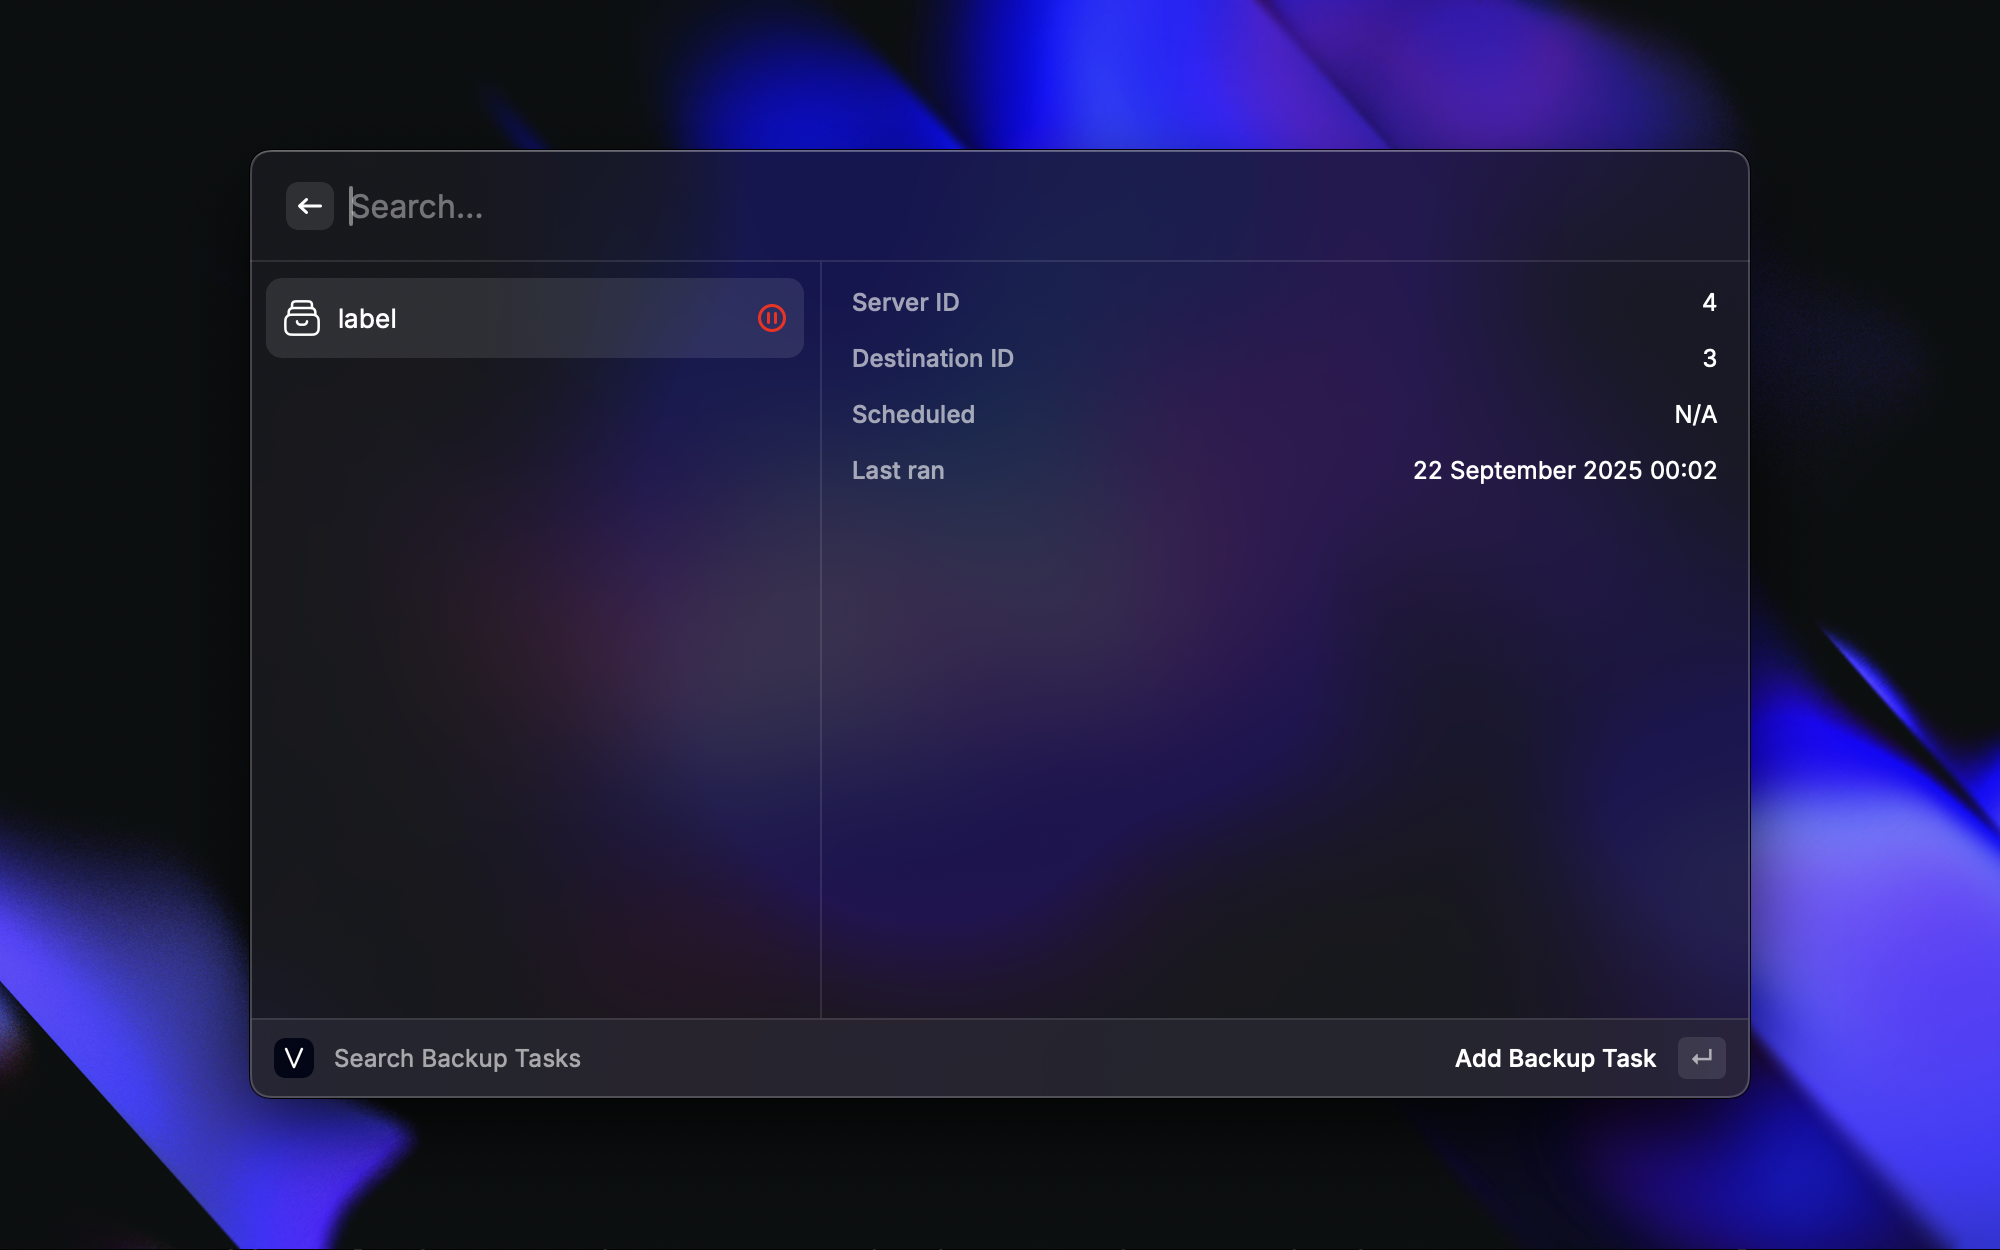 Search...
label
Server ID 4
Destination ID 3
Scheduled N/A
Last ran 22 September 2025 00:02
V Search Backup Tasks Add Backup Task